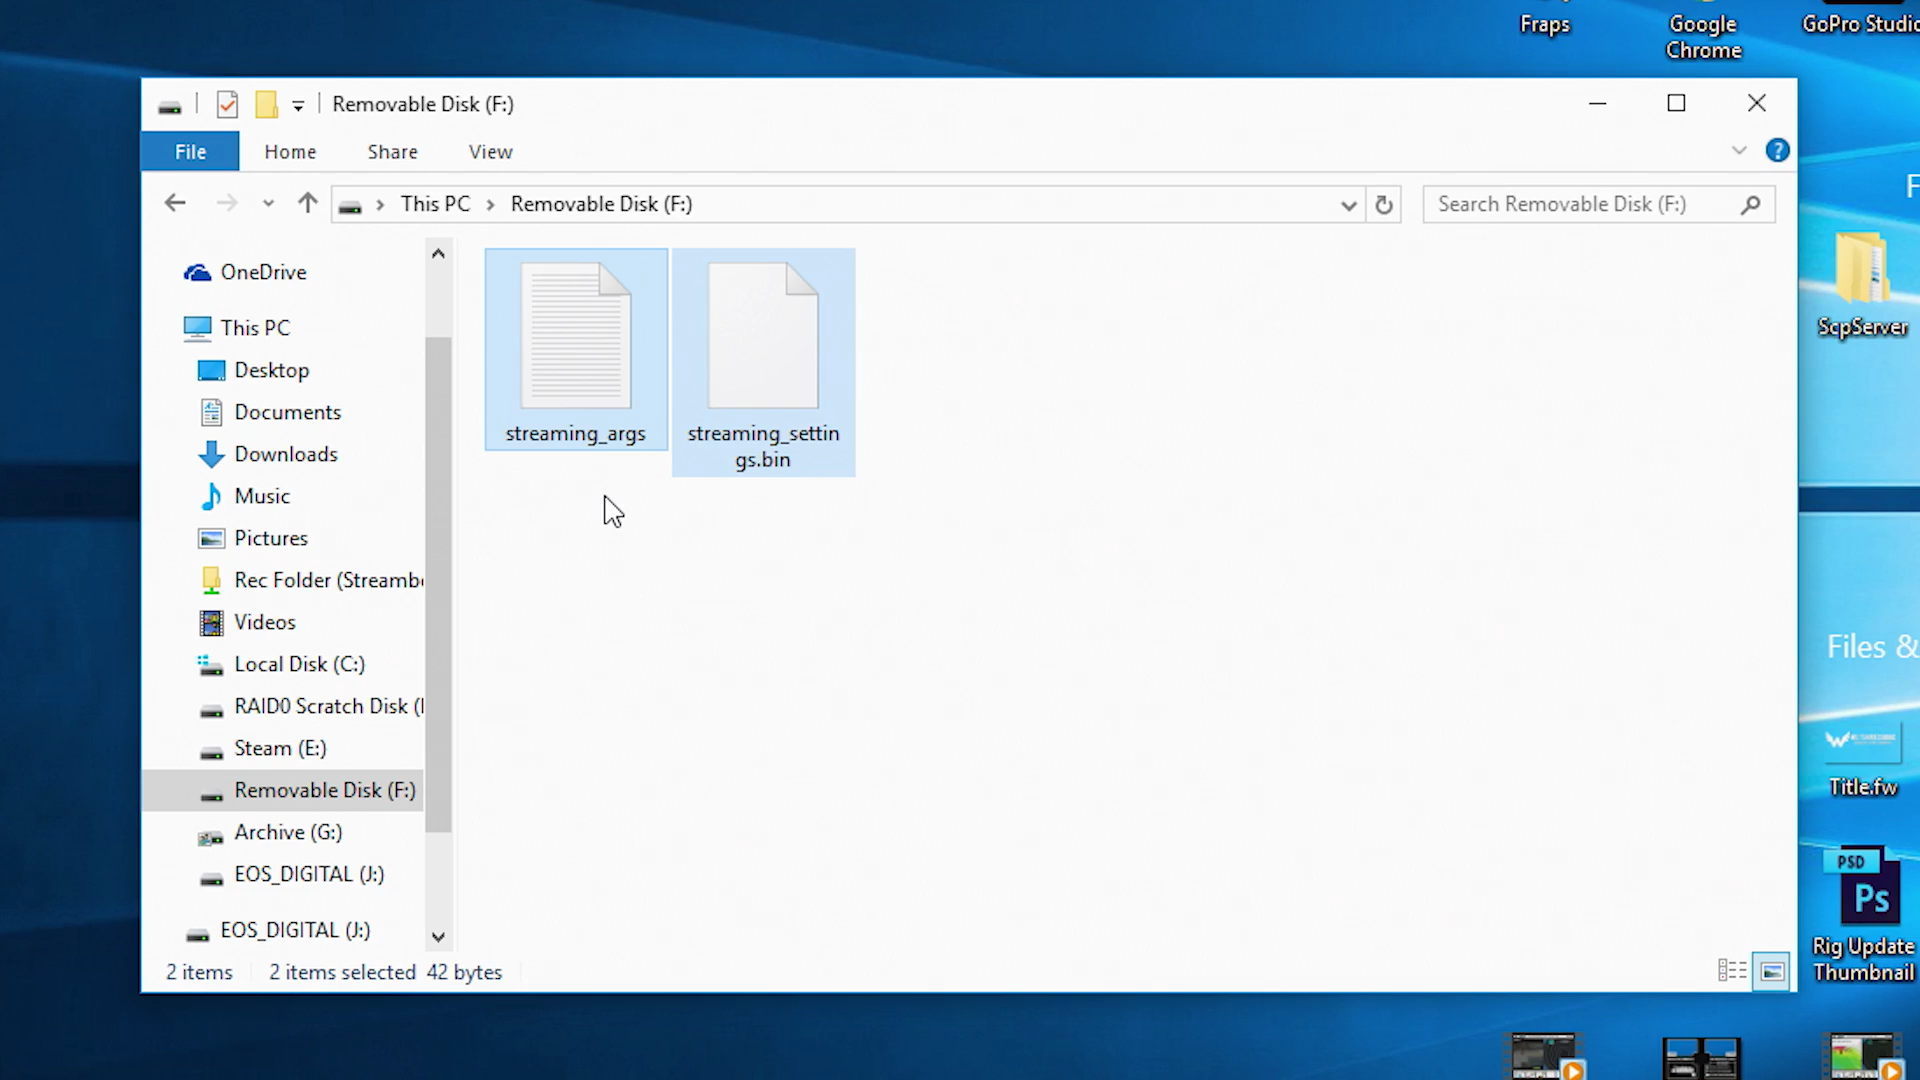 Fraps
Google
Chrome
GoPro Studio
Removable Disk (F:)
File
Home
Share
View
?
This PC
Removable Disk (F:)
Search Removable Disk (F:)
F
OneDrive
This PC
Desktop
Documents
Downloads
Music
Pictures
Rec Folder (Streamb
Videos
Local Disk (C:)
RAID0 Scratch Disk (
Steam (E:)
Removable Disk (F:)
Archive (G:)
EOS_DIGITAL (J:)
EOS_DIGITAL (J:)
streaming_args
streaming_settin
gs.bin
2 items
2 items selected
42 bytes
ScpServer
Files &
Title.fw
PSD
Ps
Rig Update
Thumbnail